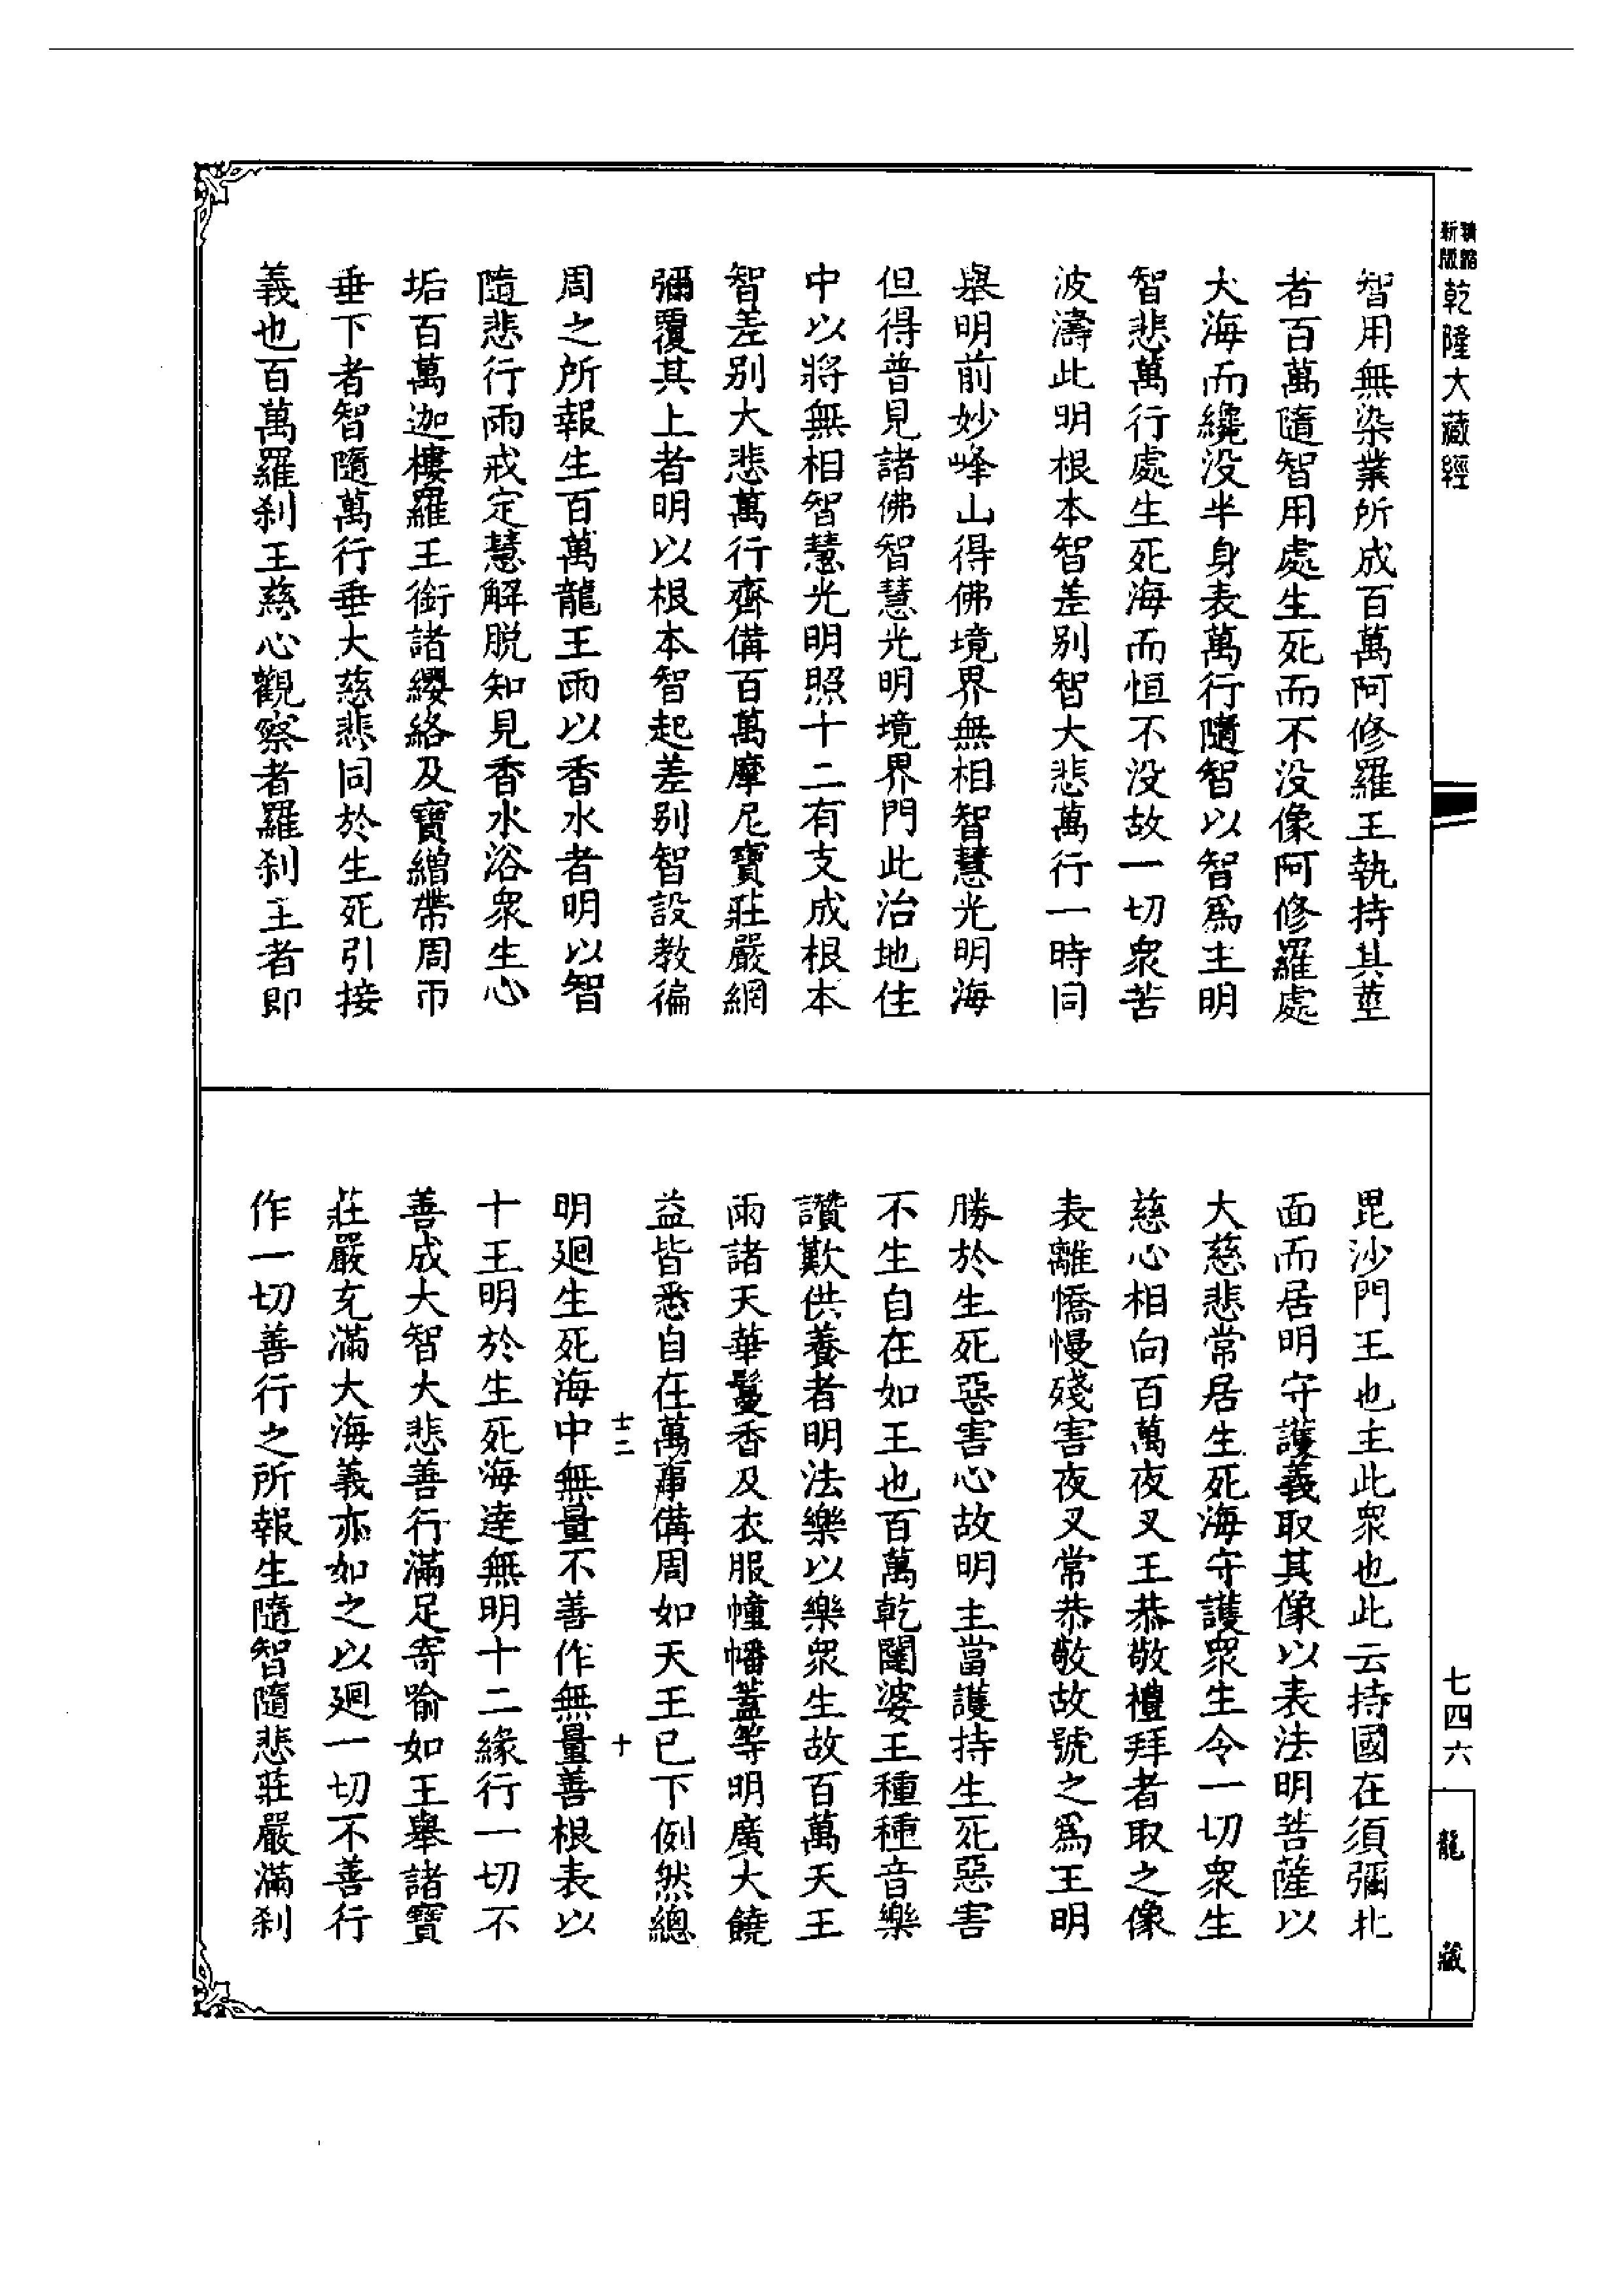 精縮
新版
乾隆大藏經
智用無染業所成百萬阿修羅王執持其莖
者百萬隨智用處生死而不没像阿修羅處
大海而纔没半身表萬行隨智以智爲主明
智悲萬行處生死海而恒不没故一切衆苦
波濤此明根本智差别智大悲萬行一時同
舉明前妙峰山得佛境界無相智慧光明海
但得普見諸佛智慧光明境界門此治地住
中以將無相智慧光明照十二有支成根本
智差别大悲萬行齊備百萬摩尼寶莊嚴網
彌覆其上者明以根本智起差别智設教徧
周之所報生百萬龍王雨以香水者明以智
隨悲行雨戒定慧解脱知見香水浴衆生心
垢百萬迦樓羅王銜諸纓絡及寶繒帶周帀
垂下者智隨萬行垂大慈悲同於生死引接
義也百萬羅刹王慈心觀察者羅刹主者即
毘沙門王也主此衆也此云持國在須彌北
面而居明守護義取其像以表法明菩薩以
大慈悲常居生死海守護衆生令一切衆生
慈心相向百萬夜叉王恭敬禮拜者取之像
表離憍慢殘害夜叉常恭敬故號之爲王明
勝於生死惡害心故明主當護持生死惡害
不生自在如王也百萬乾闥婆王種種音樂
讚歎供養者明法樂以樂衆生故百萬天王
雨諸天華鬘香及衣服幢幡蓋等明廣大饒
益皆悉自在萬事備周如天王已下例然總
十二
十
明廻生死海中無量不善作無量善根表以
十王明於生死海達無明十二緣行一切不
善成大智大悲善行滿足寄喻如王舉諸寶
莊嚴充滿大海義亦如之以廻一切不善行
作一切善行之所報生隨智隨悲莊嚴滿刹
七四六
龍藏